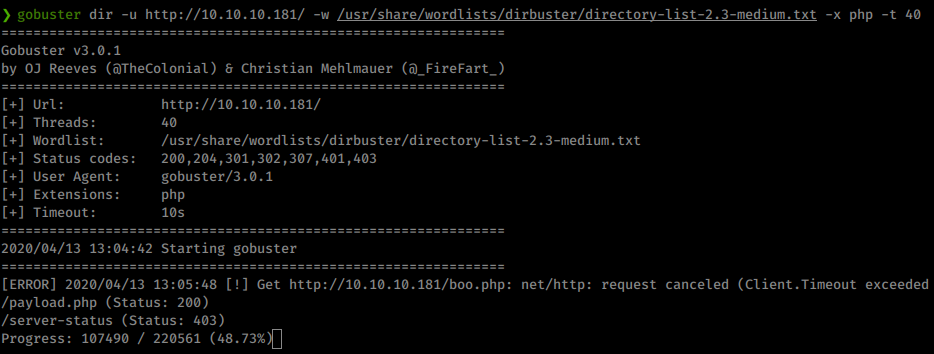 ❯ gobuster dir -u http://10.10.10.181/ -w /usr/share/wordlists/dirbuster/directory-list-2.3-medium.txt -x php -t 40
===============================================================
Gobuster v3.0.1
by OJ Reeves (@TheColonial) & Christian Mehlmauer (@_FireFart_)
===============================================================
[+] Url:            http://10.10.10.181/
[+] Threads:        40
[+] Wordlist:       /usr/share/wordlists/dirbuster/directory-list-2.3-medium.txt
[+] Status codes:   200,204,301,302,307,401,403
[+] User Agent:     gobuster/3.0.1
[+] Extensions:     php
[+] Timeout:        10s
===============================================================
2020/04/13 13:04:42 Starting gobuster
===============================================================
[ERROR] 2020/04/13 13:05:48 [!] Get http://10.10.10.181/boo.php: net/http: request canceled (Client.Timeout exceeded
/payload.php (Status: 200)
/server-status (Status: 403)
Progress: 107490 / 220561 (48.73%)